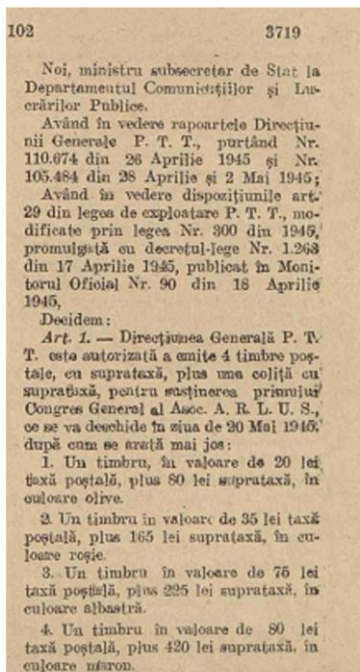 102 3719
Noi, ministru subsecretar de Stat la
Departamentul Comunicațiilor și Lu-
crărilor Publice.
Având în vedere rapoartele Direcțiu-
nii Generale P. T. T., purtând Nr.
110.674 din 26 Aprilie 1945 și Nr.
105.484 din 28 Aprilie și 2 Mai 1945;
Având în vedere dispozițiunile art.
29 din legea de exploatare P. T. T., mo-
dificate prin legea Nr. 300 din 1945,
promulgată cu decretul-lege Nr. 1.263
din 17 Aprilie 1945, publicat în Moni-
torul Oficial Nr. 90 din 18 Aprilie
1945,
Decidem:
Art. 1. — Direcțiunea Generală P. T.
T. este autorizată a emite 4 timbre poș-
tale, cu suprataxă, plus una coliță cu
suprataxă, pentru susținerea primului
Congres General al Asoc. A. R. L. U. S.,
ce se va deschide în ziua de 20 Mai 1945,
după cum se arată mai jos:
1. Un timbru, în valoare de 20 lei
taxă poștală, plus 80 lei suprataxă, în
culoare olive.
2. Un timbru în valoare de 35 lei taxă
poștală, plus 165 lei suprataxă, în cu-
loare roșie.
3. Un timbru în valoare de 75 lei
taxă poștală, plus 225 lei suprataxă, în
culoare albastră.
4. Un timbru în valoare de 80 lei
taxă poștală, plus 420 lei suprataxă, în
culoare maron.